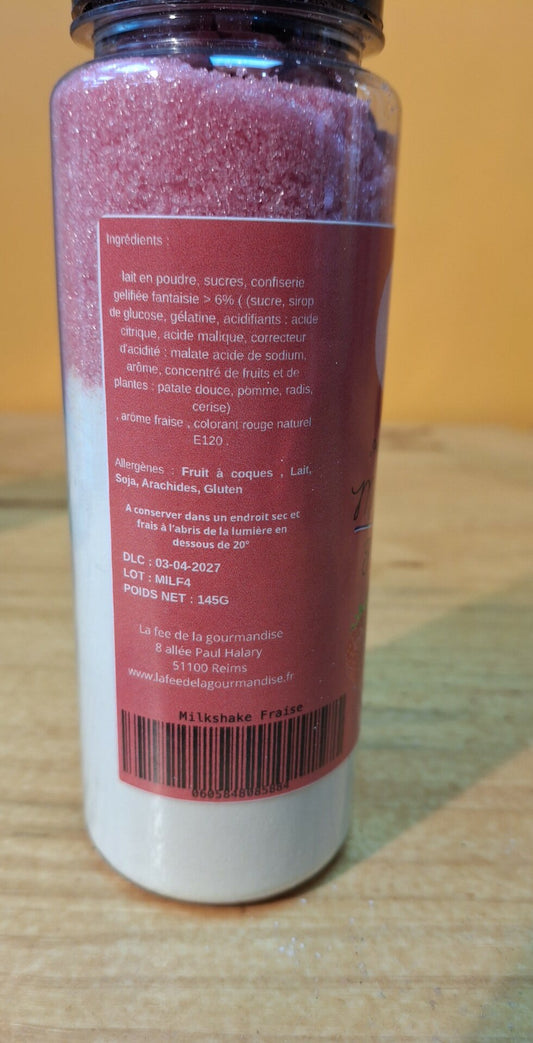 Ingrédients :
lait en poudre, sucres, confiserie
gelifiée fantaisie > 6% ( (sucre, sirop
de glucose, gélatine, acidifiants : acide
citrique, acide malique, correcteur
d'acidité : malate acide de sodium,
arôme, concentré de fruits et de
plantes : patate douce, pomme, radis,
cerise)
, arôme fraise , colorant rouge naturel
E120 .
Allergènes : Fruit à coques , Lait,
Soja, Arachides, Gluten
A conserver dans un endroit sec et
frais à l'abris de la lumière en
dessous de 20°
DLC : 03-04-2027
LOT : MILF4
POIDS NET : 145G
La fee de la gourmandise
8 allée Paul Halary
51100 Reims
www.lafeedelagourmandise.fr
Milkshake Fraise
0605848085884